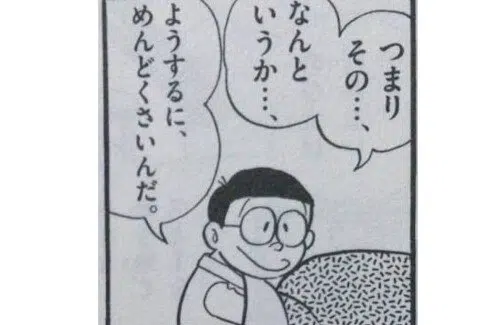 つまり
その…、
なんと
いうか…、
ようするに、
めんどくさいんだ。